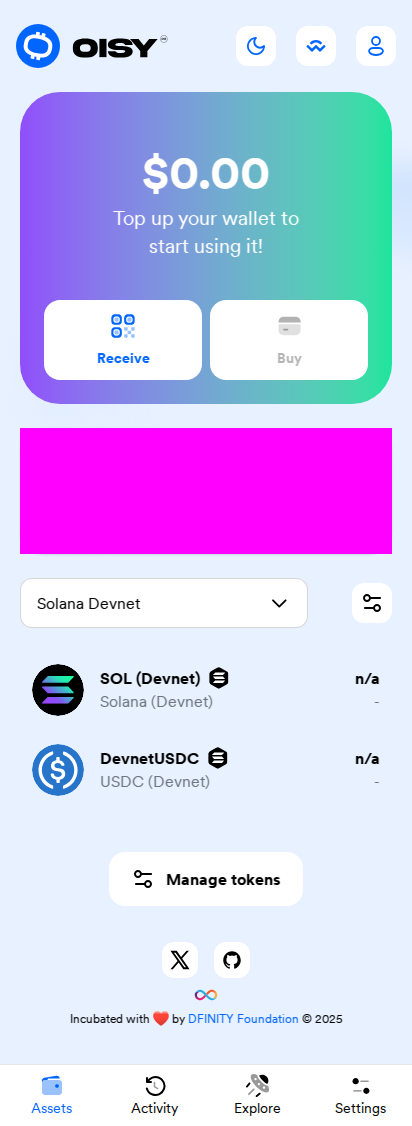 OISY
$0.00
Top up your wallet to
start using it!
Receive
Buy
Solana Devnet
SOL (Devnet)
n/a
Solana (Devnet)
-
DevnetUSDC
n/a
USDC (Devnet)
-
Manage tokens
Incubated with ❤️ by DFINITY Foundation © 2025
Assets
Activity
Explore
Settings